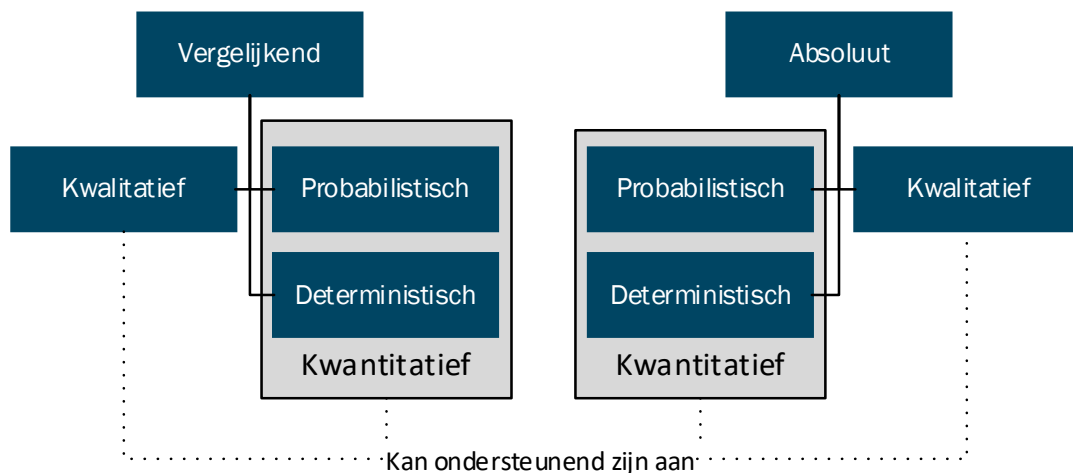 Vergelijkend
Absoluut
Kwalitatief
Probabilistisch
Probabilistisch
Kwalitatief
Deterministisch
Deterministisch
Kwantitatief
Kwantitatief
Kan ondersteunend zijn aan